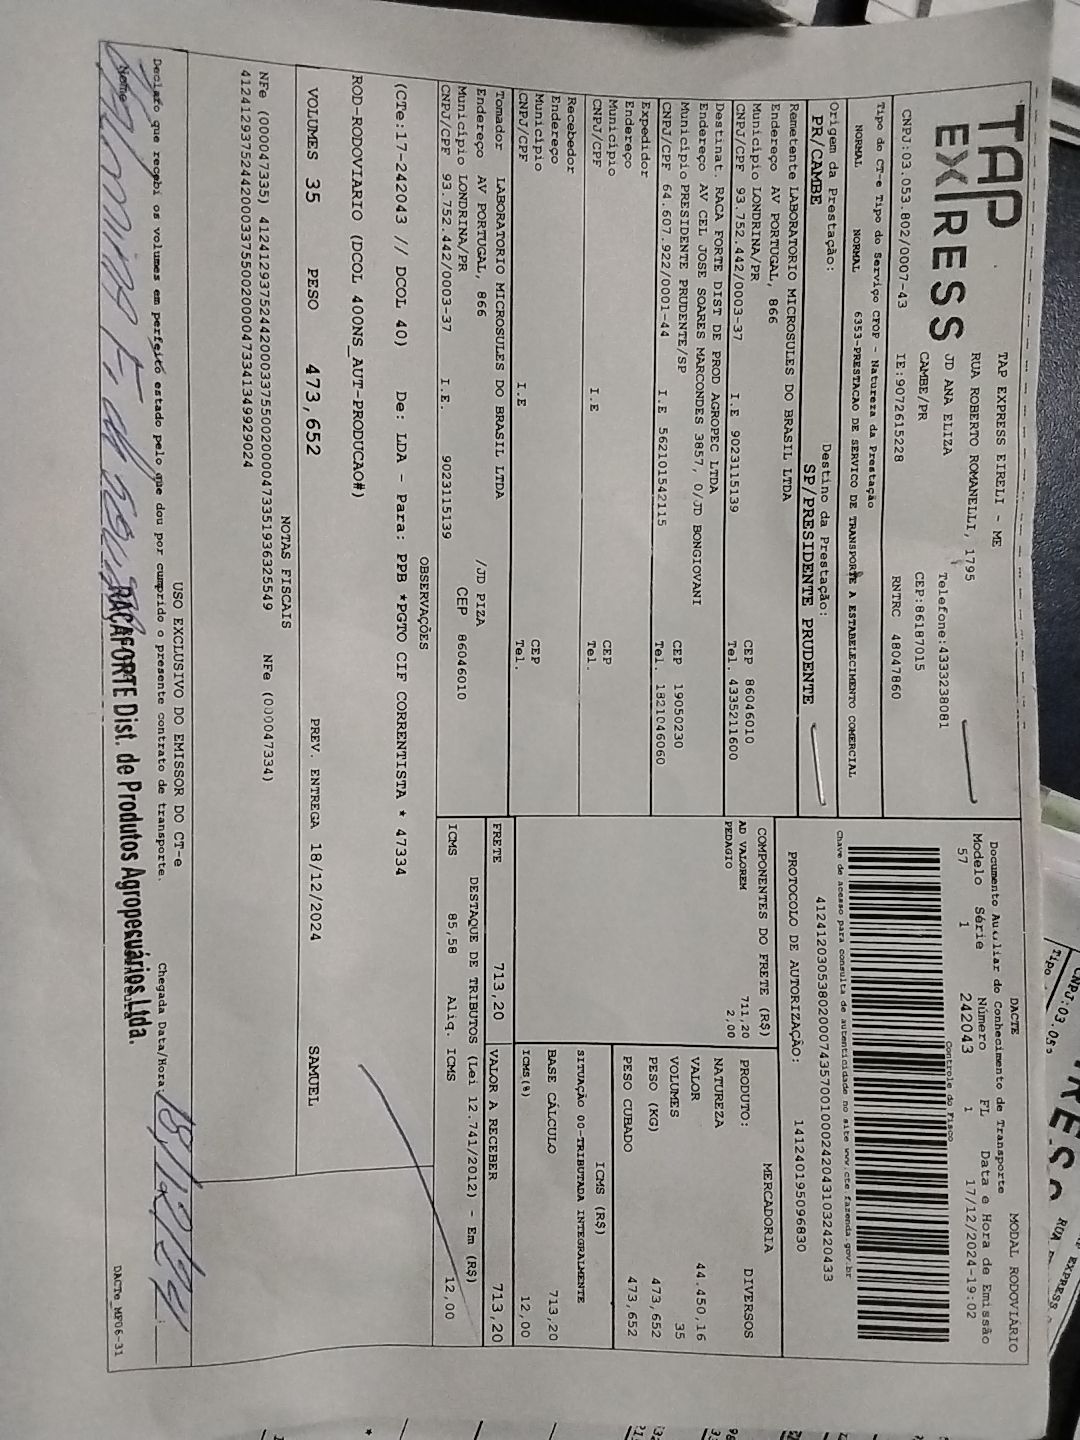 TAP
EXPRESS
TAP EXPRESS EIRELI - ME
RUA ROBERTO ROMANELLI, 1795
JD ANA ELIZA
CAMBE/PR
Telefone:4333238081
CEP:86187015
CNPJ:03.053.802/0007-43
IE:9072615228
RNTRC 48047860
DACTE
MODAL RODOVIÁRIO
Documento Auxiliar do Conhecimento de Transporte
Modelo Série Número FL Data e Hora de Emissão
57 1 242043 1 17/12/2024-19:02
Controle do Fisco
Tipo do CT-e Tipo do Serviço CFOP - Natureza da Prestação
NORMAL NORMAL 6353-PRESTACAO DE SERVICO DE TRANSPORTE A ESTABELECIMENTO COMERCIAL
Chave de acesso para consulta de autenticidade no site www.cte.fazenda.gov.br
41241203053802000743570010002420431032420433
Origem da Prestação:
PR/CAMBE
Destino da Prestação:
SP/PRESIDENTE PRUDENTE
PROTOCOLO DE AUTORIZAÇÃO: 141240195096830
Remetente LABORATORIO MICROSULES DO BRASIL LTDA
Endereço AV PORTUGAL, 866
Município LONDRINA/PR CEP 86046010
CNPJ/CPF 93.752.442/0003-37 I.E 9023115139 Tel. 4335211600
Destinat. RACA FORTE DIST DE PROD AGROPEC LTDA
Endereço AV CEL JOSE SOARES MARCONDES 3857, 0/JD BONGIOVANI
Município PRESIDENTE PRUDENTE/SP CEP 19050230
CNPJ/CPF 64.607.922/0001-44 I.E 562101542115 Tel. 1821046060
Expedidor
Endereço
Município CEP
CNPJ/CPF I.E Tel.
Recebedor
Endereço
Município CEP
CNPJ/CPF I.E Tel.
Tomador LABORATORIO MICROSULES DO BRASIL LTDA
Endereço AV PORTUGAL, 866 /JD PIZA
Município LONDRINA/PR CEP 86046010
CNPJ/CPF 93.752.442/0003-37 I.E. 9023115139
COMPONENTES DO FRETE (R$)
AD VALOREM 711,20
PEDAGIO 2,00
MERCADORIA
PRODUTO: DIVERSOS
NATUREZA
VALOR 44.450,16
VOLUMES 35
PESO (KG) 473,652
PESO CUBADO 473,652
ICMS (R$)
SITUAÇÃO 00-TRIBUTADA INTEGRALMENTE
BASE CÁLCULO 713,20
ICMS(%) 12,00
FRETE 713,20 VALOR A RECEBER 713,20
DESTAQUE DE TRIBUTOS (Lei 12.741/2012) - Em (R$)
ICMS 85,58 Aliq. ICMS 12,00
OBSERVAÇÕES
(CTe:17-242043 // DCOL 40) De: LDA - Para: PPB *PGTO CIF CORRENTISTA * 47334
ROD-RODOVIARIO (DCOL 400NS_AUT-PRODUCAO#)
VOLUMES 35 PESO 473,652 PREV. ENTREGA 18/12/2024 SAMUEL
NOTAS FISCAIS
NFe (000047335) 41241293752442000337550020000473351936325549 NFe (000047334)
41241293752442000337550020000473341349929024
USO EXCLUSIVO DO EMISSOR DO CT-e
Declaro que recebi os volumes em perfeito estado pelo que dou por cumprido o presente contrato de transporte.
Chegada Data/Hora: 18/12/24
Nome
RAÇAFORTE Dist. de Produtos Agropecuários Ltda.
DACTe_MP06-31